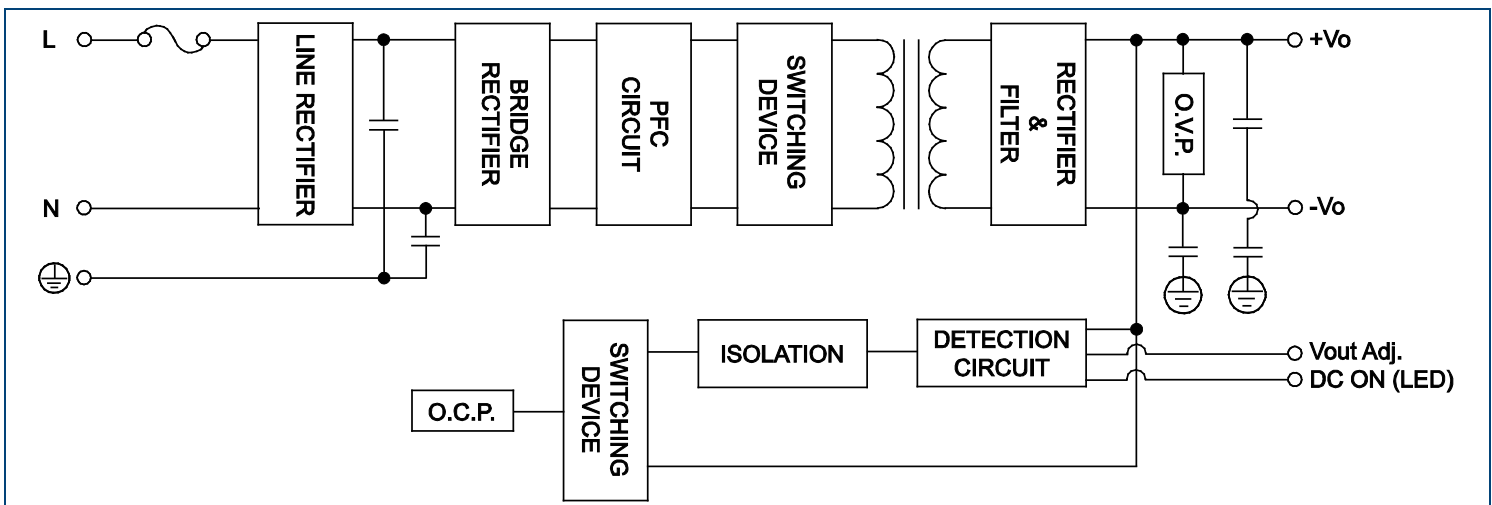 L
N
LINE RECTIFIER
BRIDGE
RECTIFIER
PFC
CIRCUIT
SWITCHING
DEVICE
RECTIFIER
&
FILTER
O.V.P.
+Vo
-Vo
O.C.P.
SWITCHING
DEVICE
ISOLATION
DETECTION
CIRCUIT
Vout Adj.
DC ON (LED)